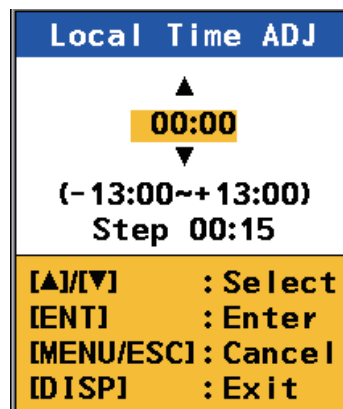 Local Time ADJ
▲
00:00
▼
(-13:00~+13:00)
Step 00:15
[▲]/[▼] :Select
[ENT] :Enter
[MENU/ESC]:Cancel
[DISP] :Exit